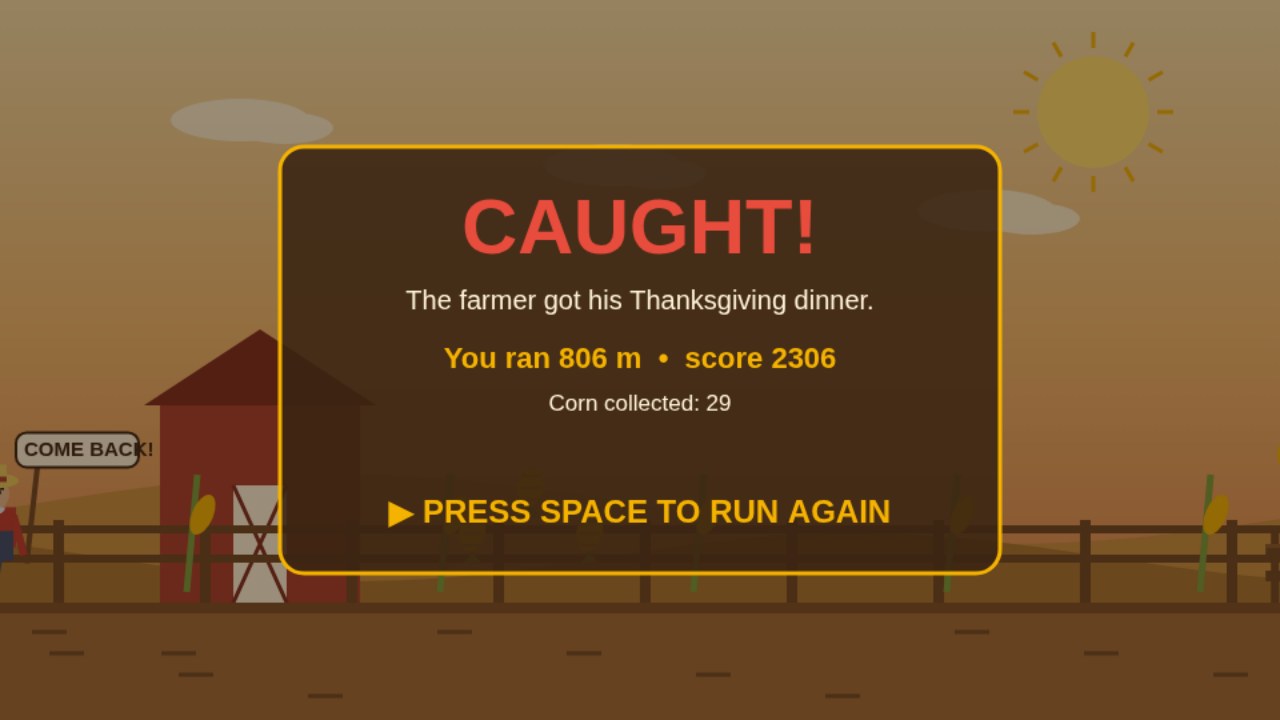 CAUGHT!
The farmer got his Thanksgiving dinner.
You ran 806 m • score 2306
Corn collected: 29
COME BACK!
▶ PRESS SPACE TO RUN AGAIN